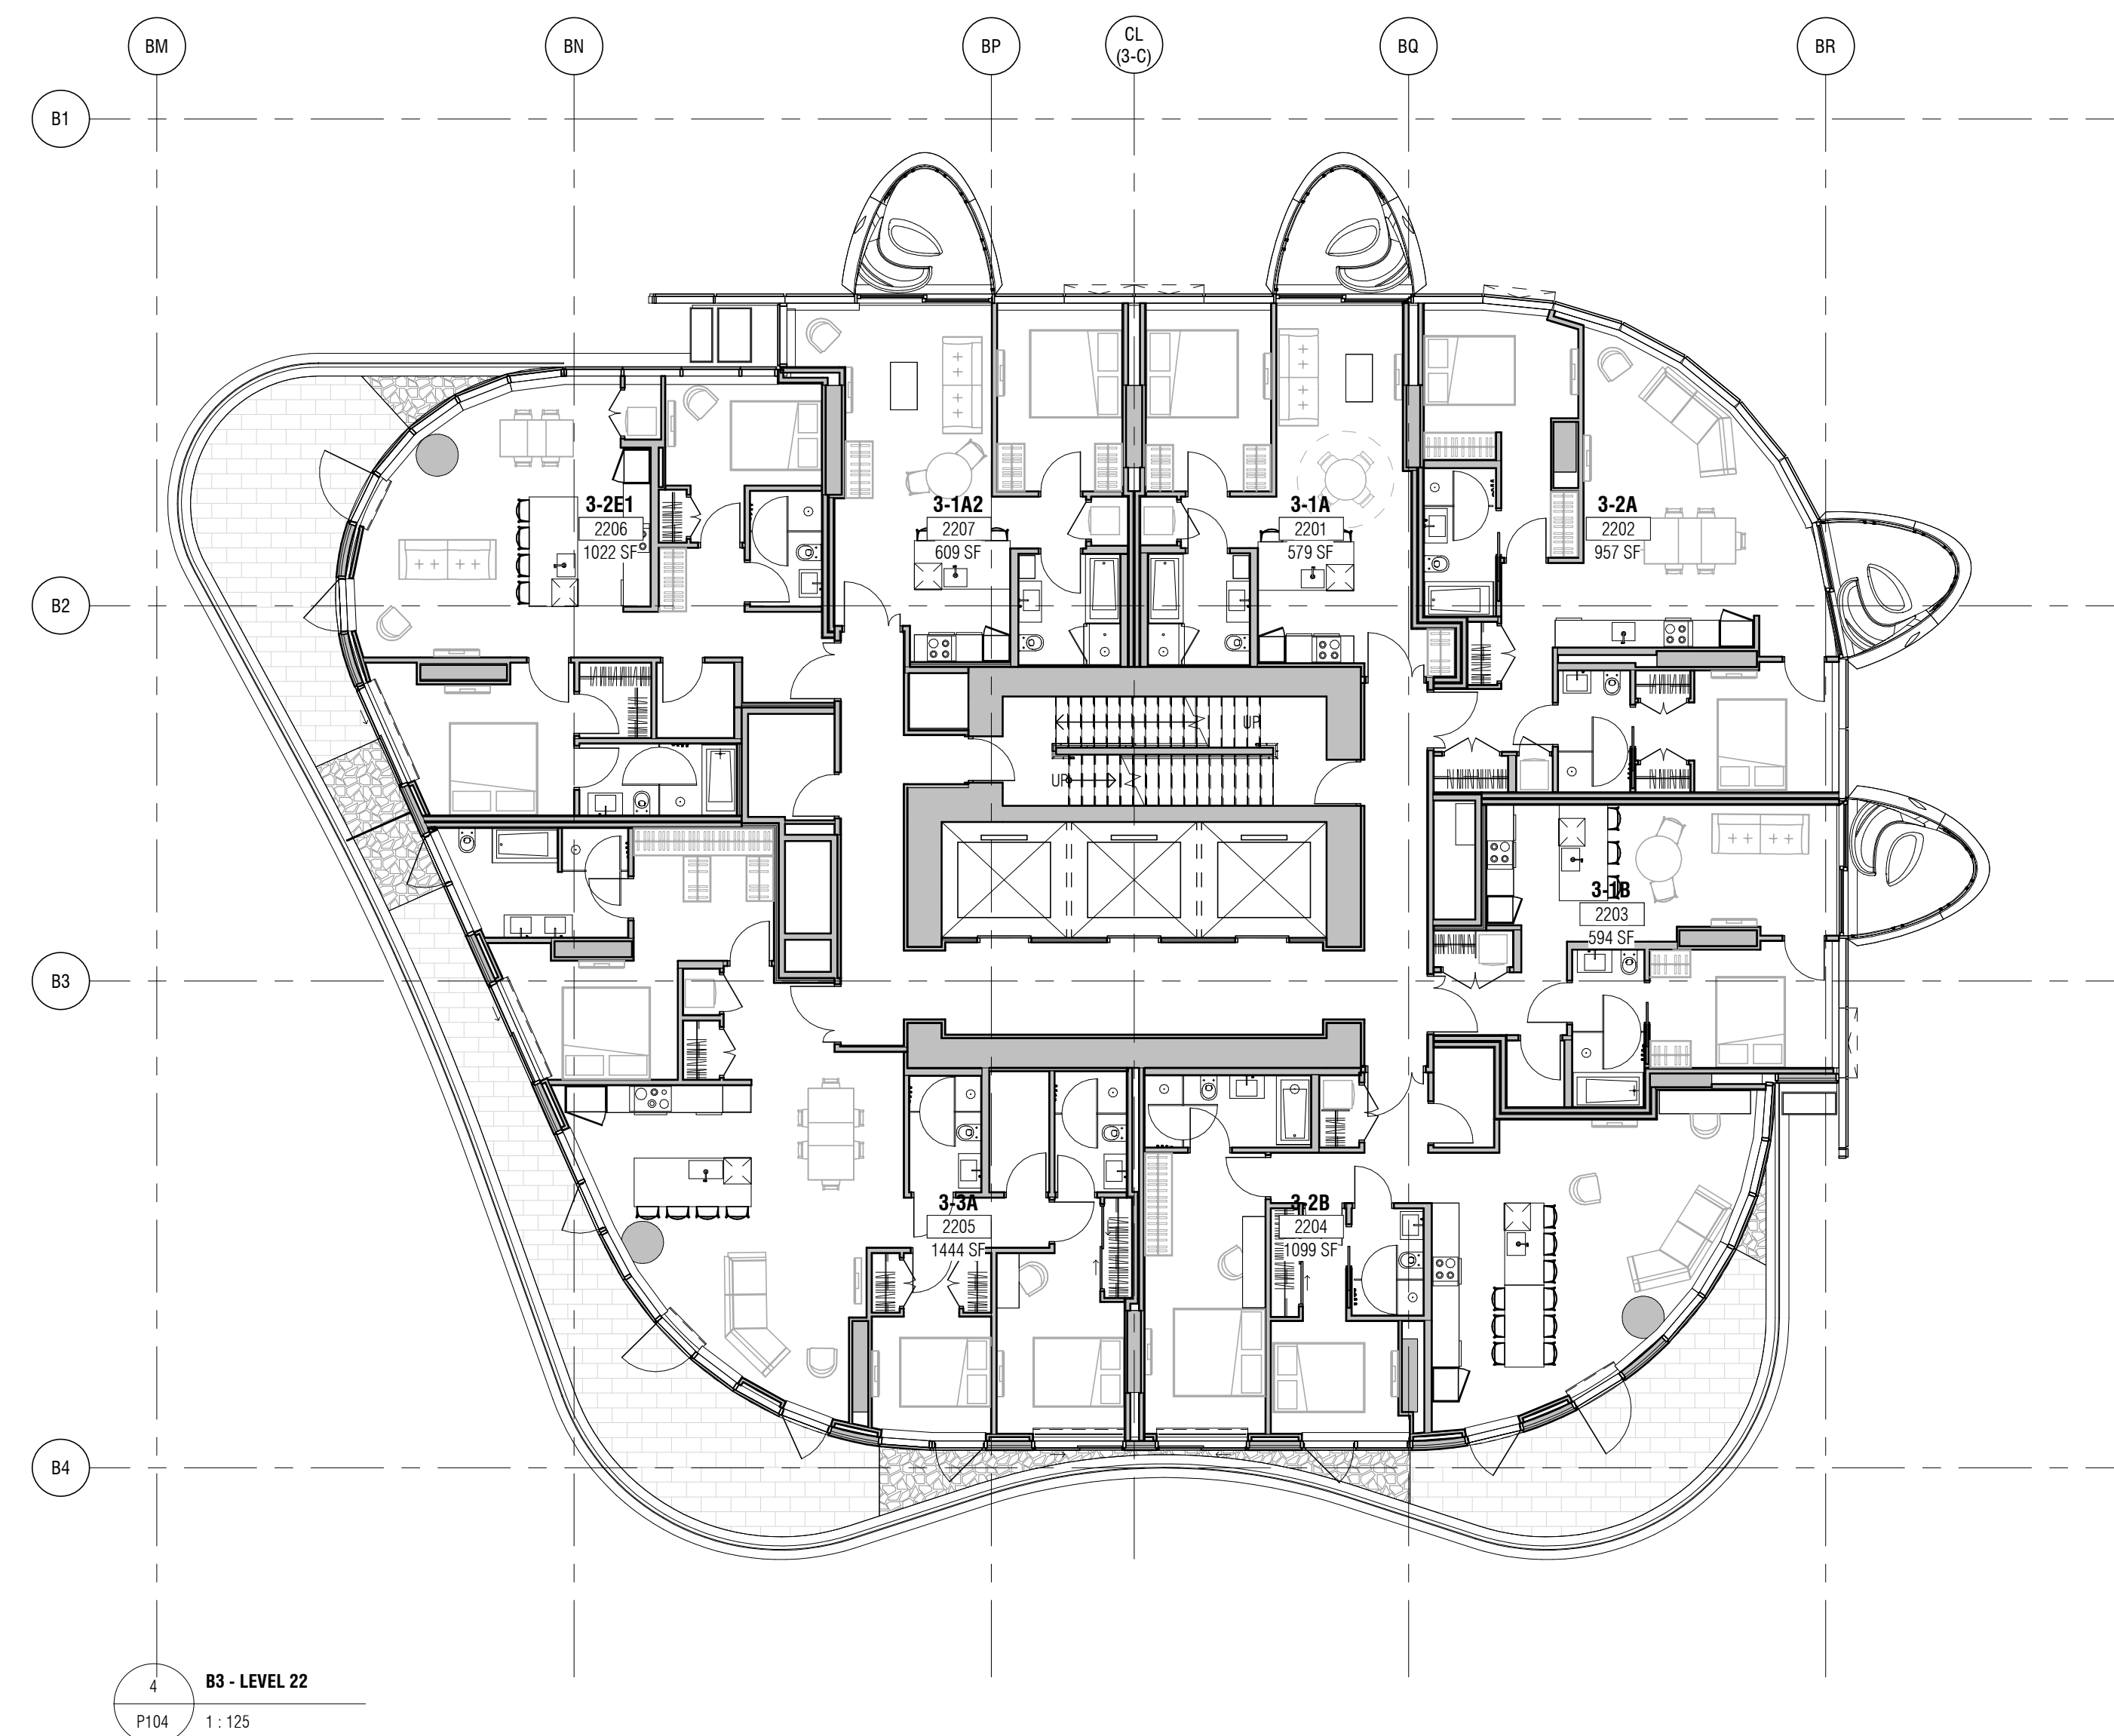 BM
BN
BP
CL
(3-C)
BQ
BR
B1
3-2E1
2206
1022 SF
3-1A2
2207
609 SF
3-1A
2201
579 SF
3-2A
2202
957 SF
B2
UP
UP
3-1B
2203
594 SF
B3
3-3A
2205
1444 SF
3-2B
2204
1099 SF
B4
4
B3 - LEVEL 22
P104
1 : 125